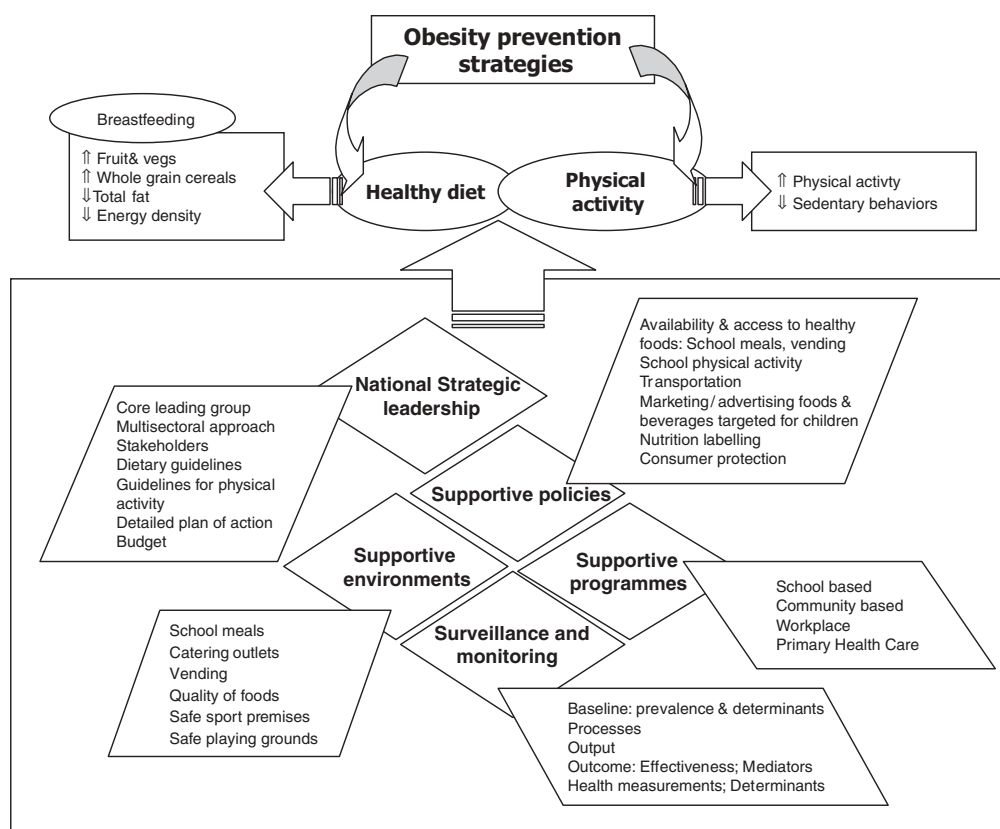 Obesity prevention
strategies
Breastfeeding
⇑ Fruit& vegs
⇑ Whole grain cereals
⇓Total fat
⇓ Energy density
Healthy diet
Physical
activity
⇑ Physical activty
⇓ Sedentary behaviors
National Strategic
leadership
Availability & access to healthy
foods: School meals, vending
School physical activity
Transportation
Marketing/advertising foods &
beverages targeted for children
Nutrition labelling
Consumer protection
Core leading group
Multisectoral approach
Stakeholders
Dietary guidelines
Guidelines for physical
activity
Detailed plan of action
Budget
Supportive policies
Supportive
environments
Supportive
programmes
School based
Community based
Workplace
Primary Health Care
School meals
Catering outlets
Vending
Quality of foods
Safe sport premises
Safe playing grounds
Surveillance and
monitoring
Baseline: prevalence & determinants
Processes
Output
Outcome: Effectiveness; Mediators
Health measurements; Determinants